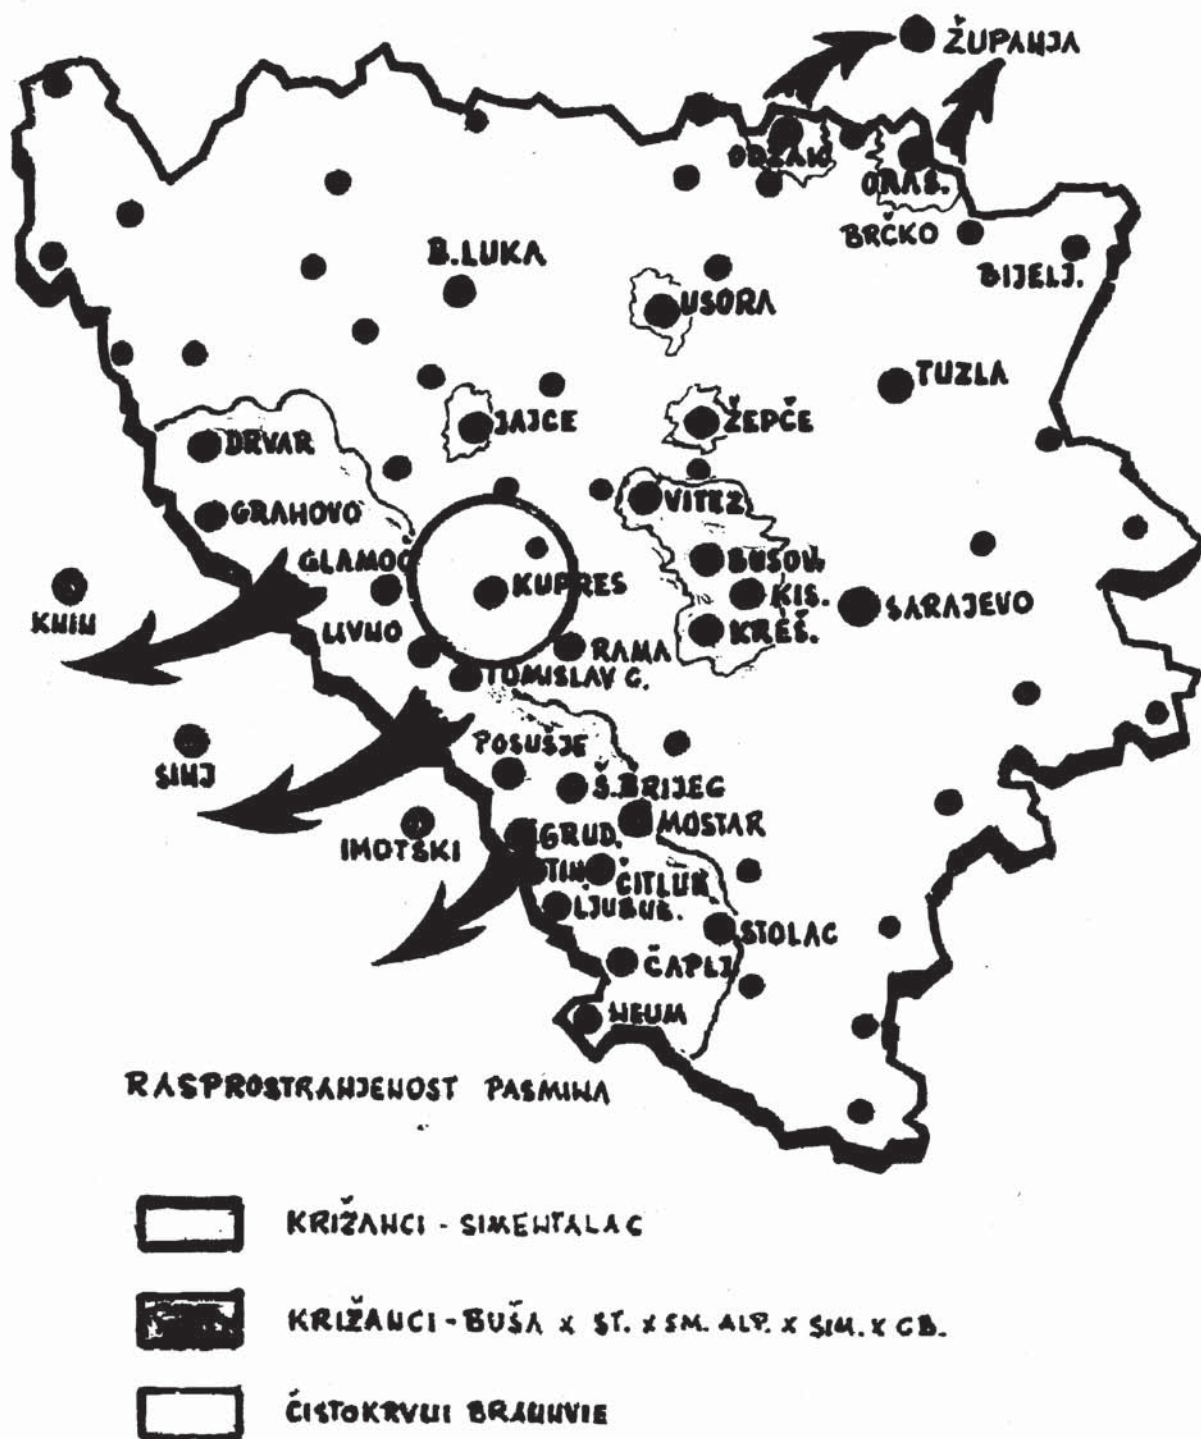 ŽUPANJA
ODŽAK
ORAŠ.
BRČKO
BIJELJ.
B.LUKA
USORA
TUZLA
JAJCE
ŽEPČE
DRVAR
VITEZ
GRAHOVO
GLAMOČ
BUSOV.
KNIN
KUPRES
KIS.
SARAJEVO
LIVNO
KREŠ.
RAMA
TOMISLAV G.
SINJ
POSUŠJE
Š.BRIJEG
IMOTSKI
GRUD.
MOSTAR
ČITLUK
LJUBUŠ.
STOLAC
ČAPLJ.
NEUM
RASPROSTRANJENOST PASMINA
KRIŽANCI - SIMENTALAC
KRIŽANCI - BUŠA x ST. x SM. ALP. x SIM. x GB.
ČISTOKRVNI BRAUNVIE